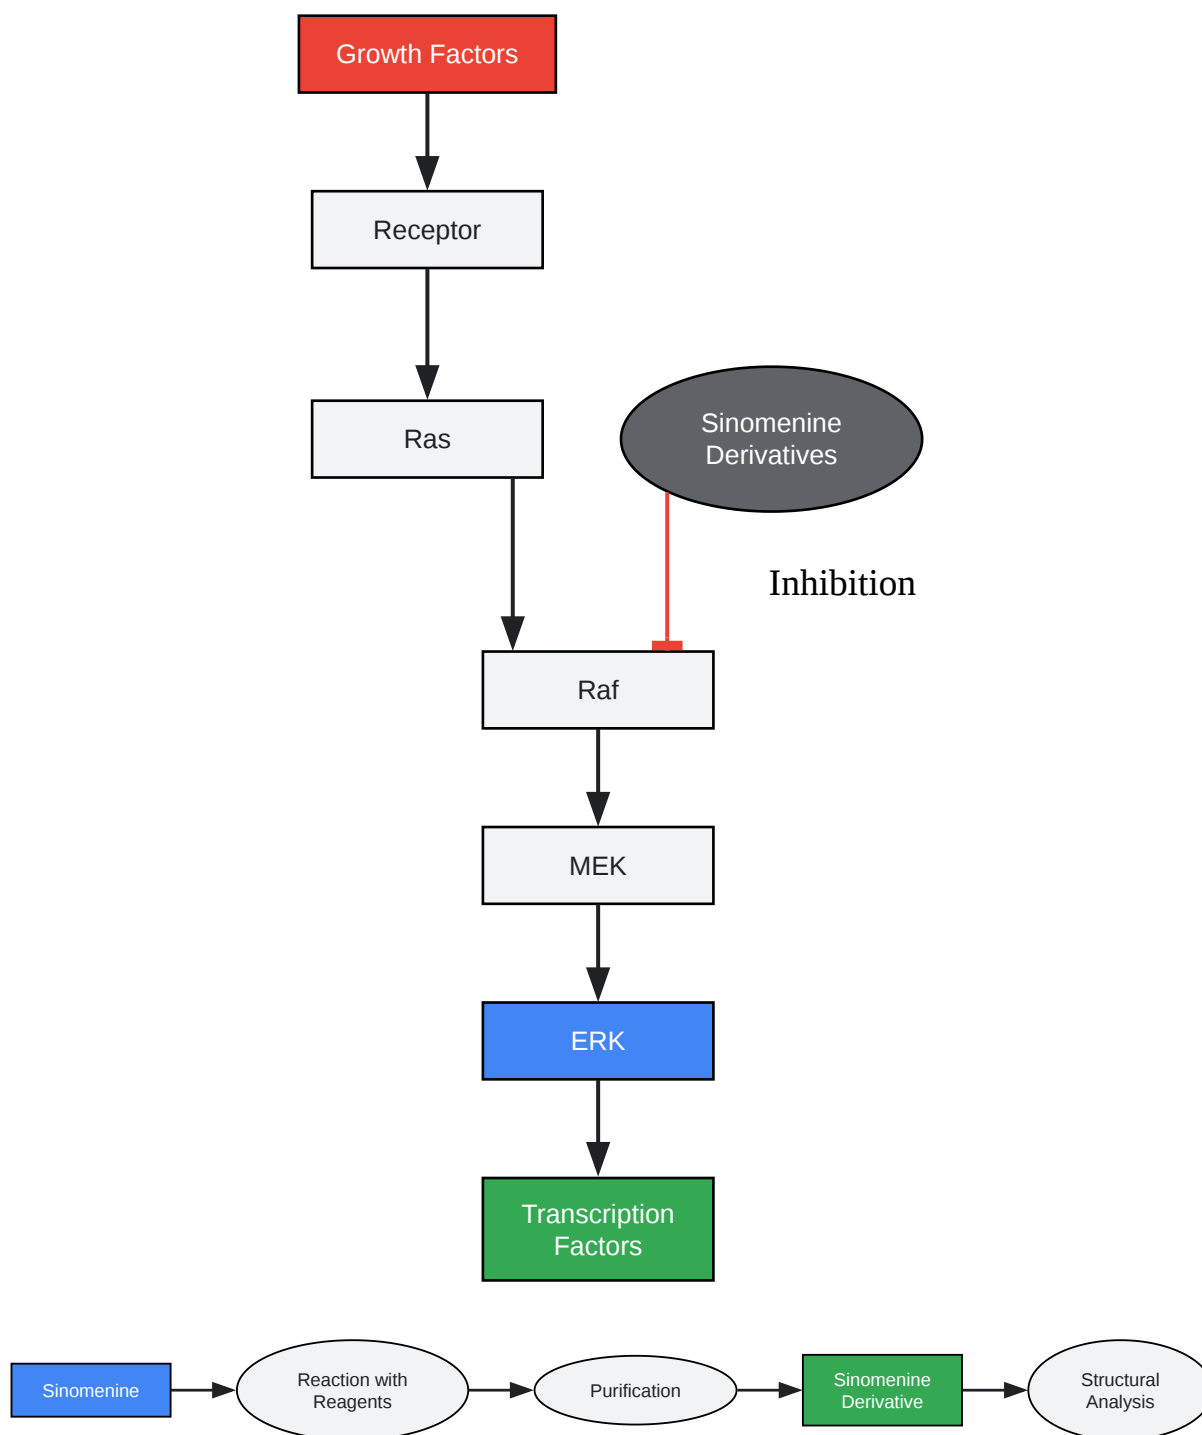 Growth Factors
Receptor
Ras
Sinomenine
Derivatives
Inhibition
Raf
MEK
ERK
Transcription
Factors
Sinomenine
Reaction with
Reagents
Purification
Sinomenine
Derivative
Structural
Analysis